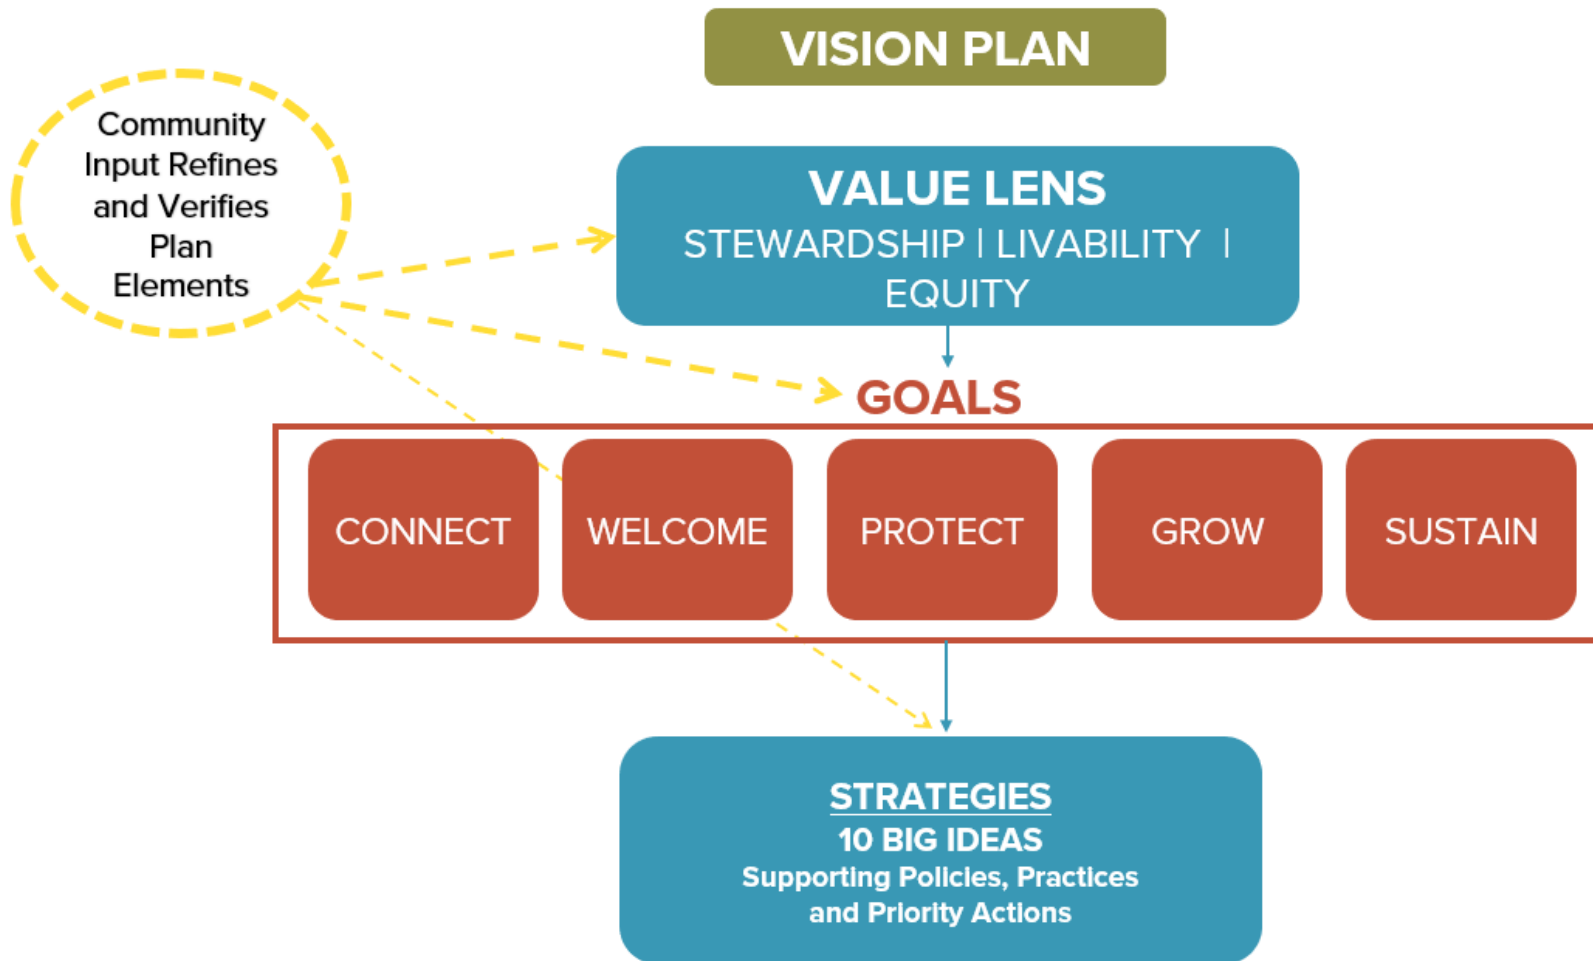 VISION PLAN
Community
Input Refines
and Verifies
Plan
Elements
VALUE LENS
STEWARDSHIP | LIVABILITY |
EQUITY
GOALS
CONNECT
WELCOME
PROTECT
GROW
SUSTAIN
STRATEGIES
10 BIG IDEAS
Supporting Policies, Practices
and Priority Actions